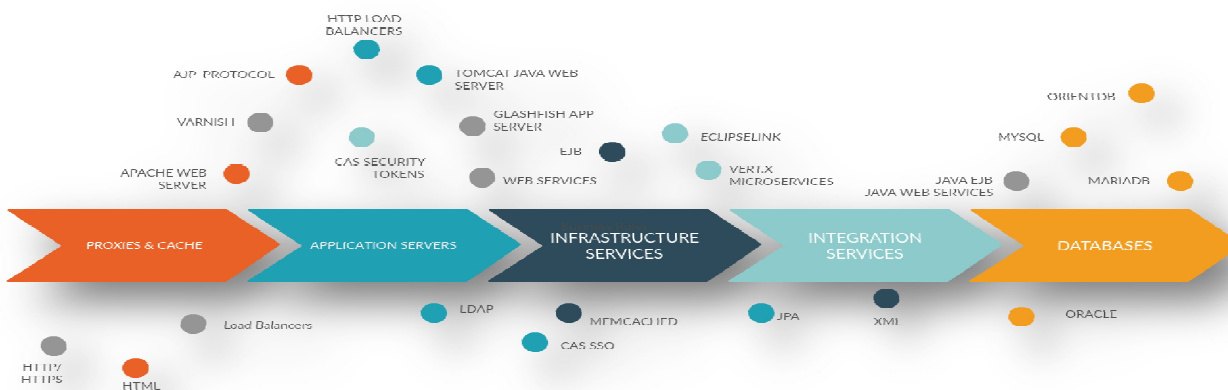 HTTP LOAD
BALANCERS
AJP PROTOCOL
TOMCAT JAVA WEB
SERVER
ORIENTDB
VARNISH
GLASHFISH APP
SERVER
ECLIPSELINK
MYSQL
CAS SECURITY
TOKENS
EJB
APACHE WEB
SERVER
WEB SERVICES
VERT.X
MICROSERVICES
JAVA EJB
JAVA WEB SERVICES
MARIADB
PROXIES & CACHE
APPLICATION SERVERS
INFRASTRUCTURE
SERVICES
INTEGRATION
SERVICES
DATABASES
Load Balancers
LDAP
MEMCACHED
JPA
XML
ORACLE
CAS SSO
HTTP/
HTTPS
HTML